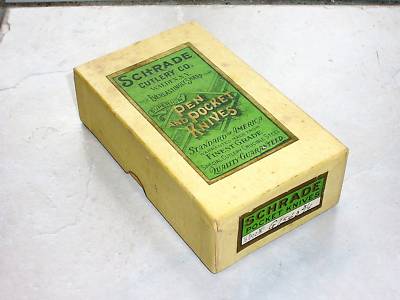 SCHRADE
CUTLERY CO.
WALDEN, N.Y.
PEN
AND POCKET
KNIVES
STANDARD OF AMERICA
FINEST GRADE
QUALITY GUARANTEED
SCHRADE
POCKET KNIVES